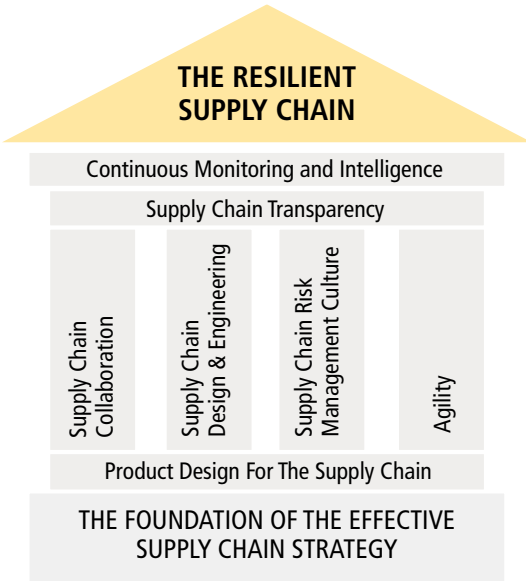 THE RESILIENT
SUPPLY CHAIN
Continuous Monitoring and Intelligence
Supply Chain Transparency
Supply Chain
Collaboration
Supply Chain
Design & Engineering
Supply Chain Risk
Management Culture
Agility
Product Design For The Supply Chain
THE FOUNDATION OF THE EFFECTIVE
SUPPLY CHAIN STRATEGY